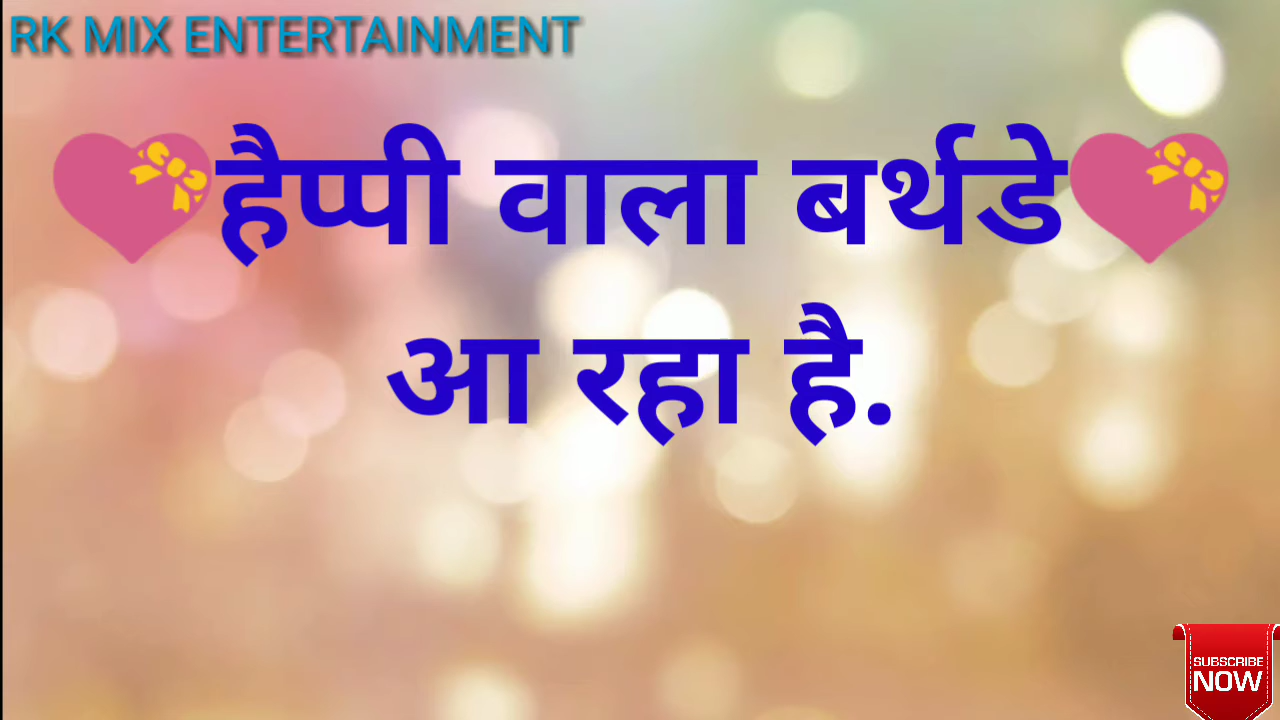 RK MIX ENTERTAINMENT
💝हैप्पी वाला बर्थडे💝
आ रहा है.
SUBSCRIBE
NOW